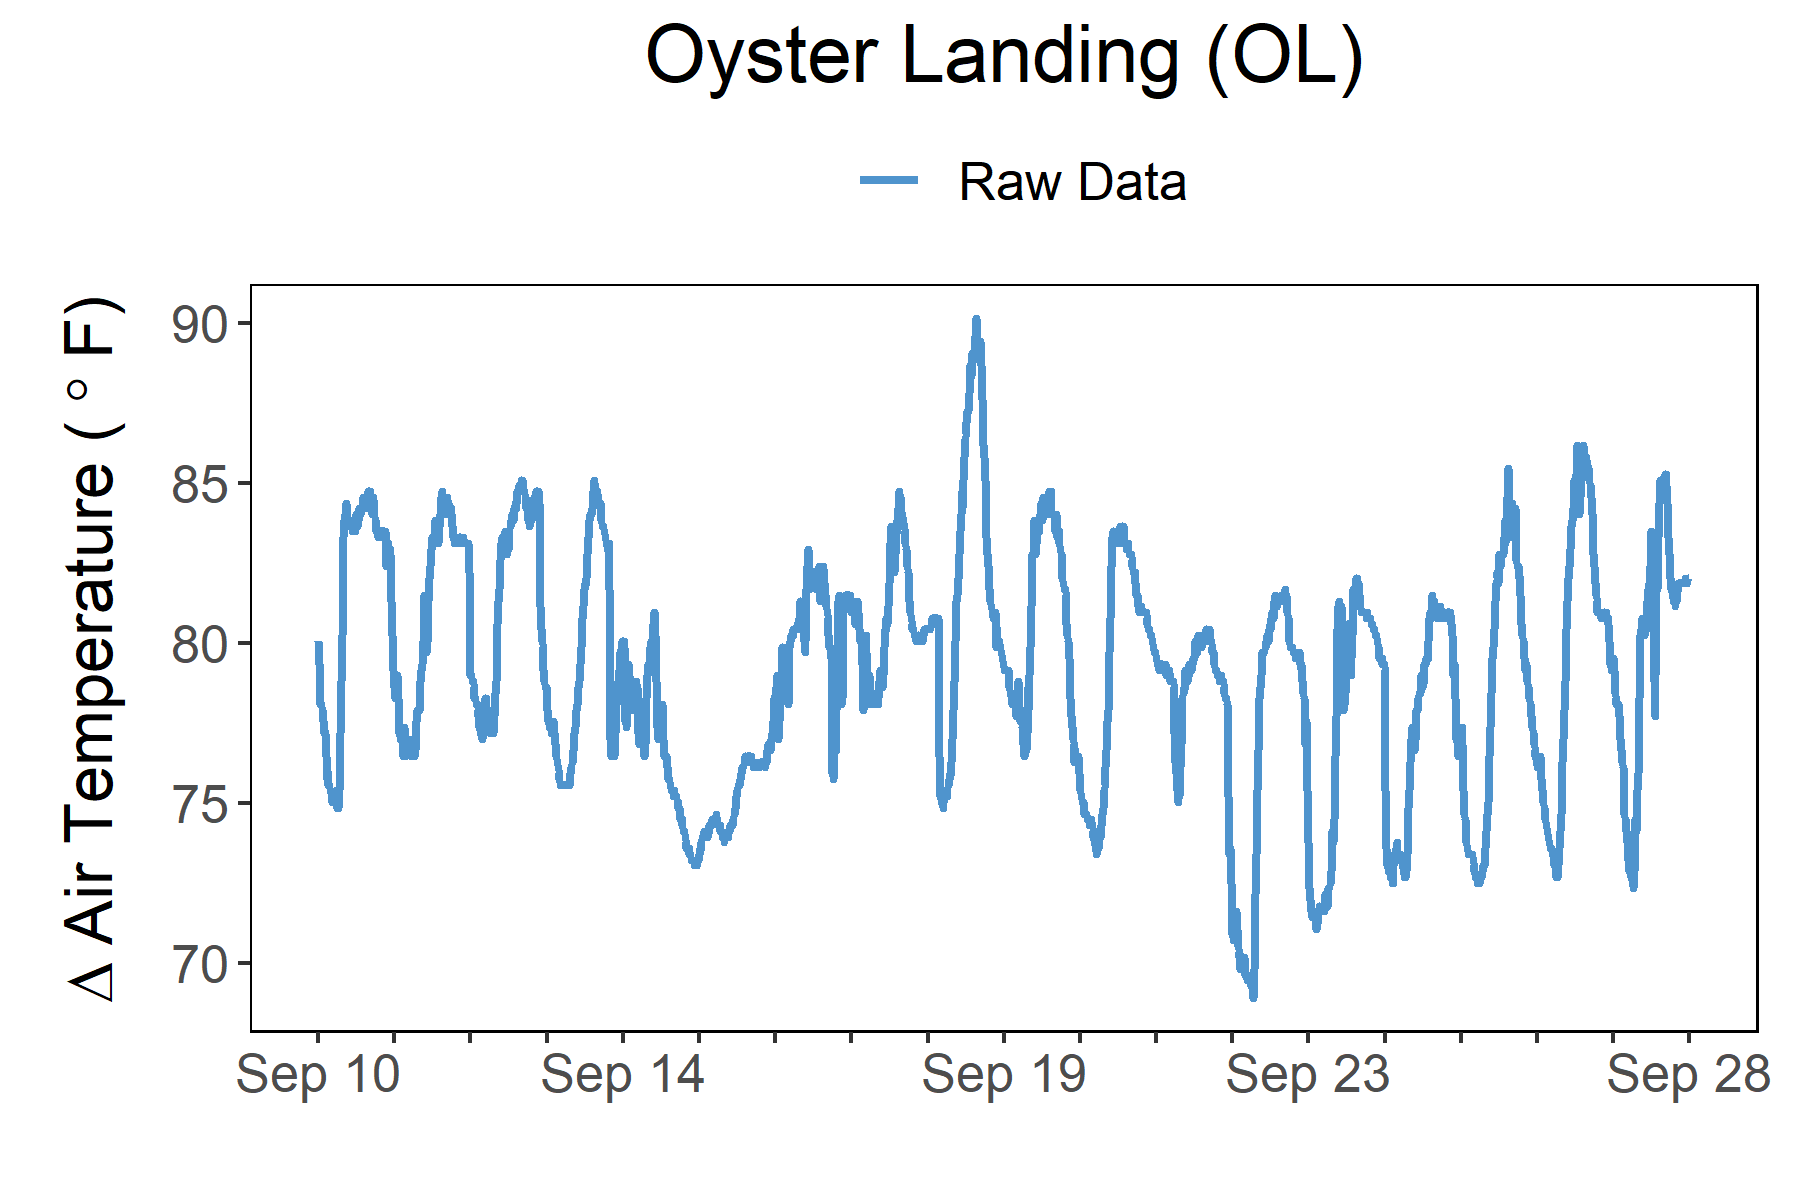 Oyster Landing (OL)
Raw Data
Δ Air Temperature ( ° F)
90
85
80
75
70
Sep 10 Sep 14 Sep 19 Sep 23 Sep 28